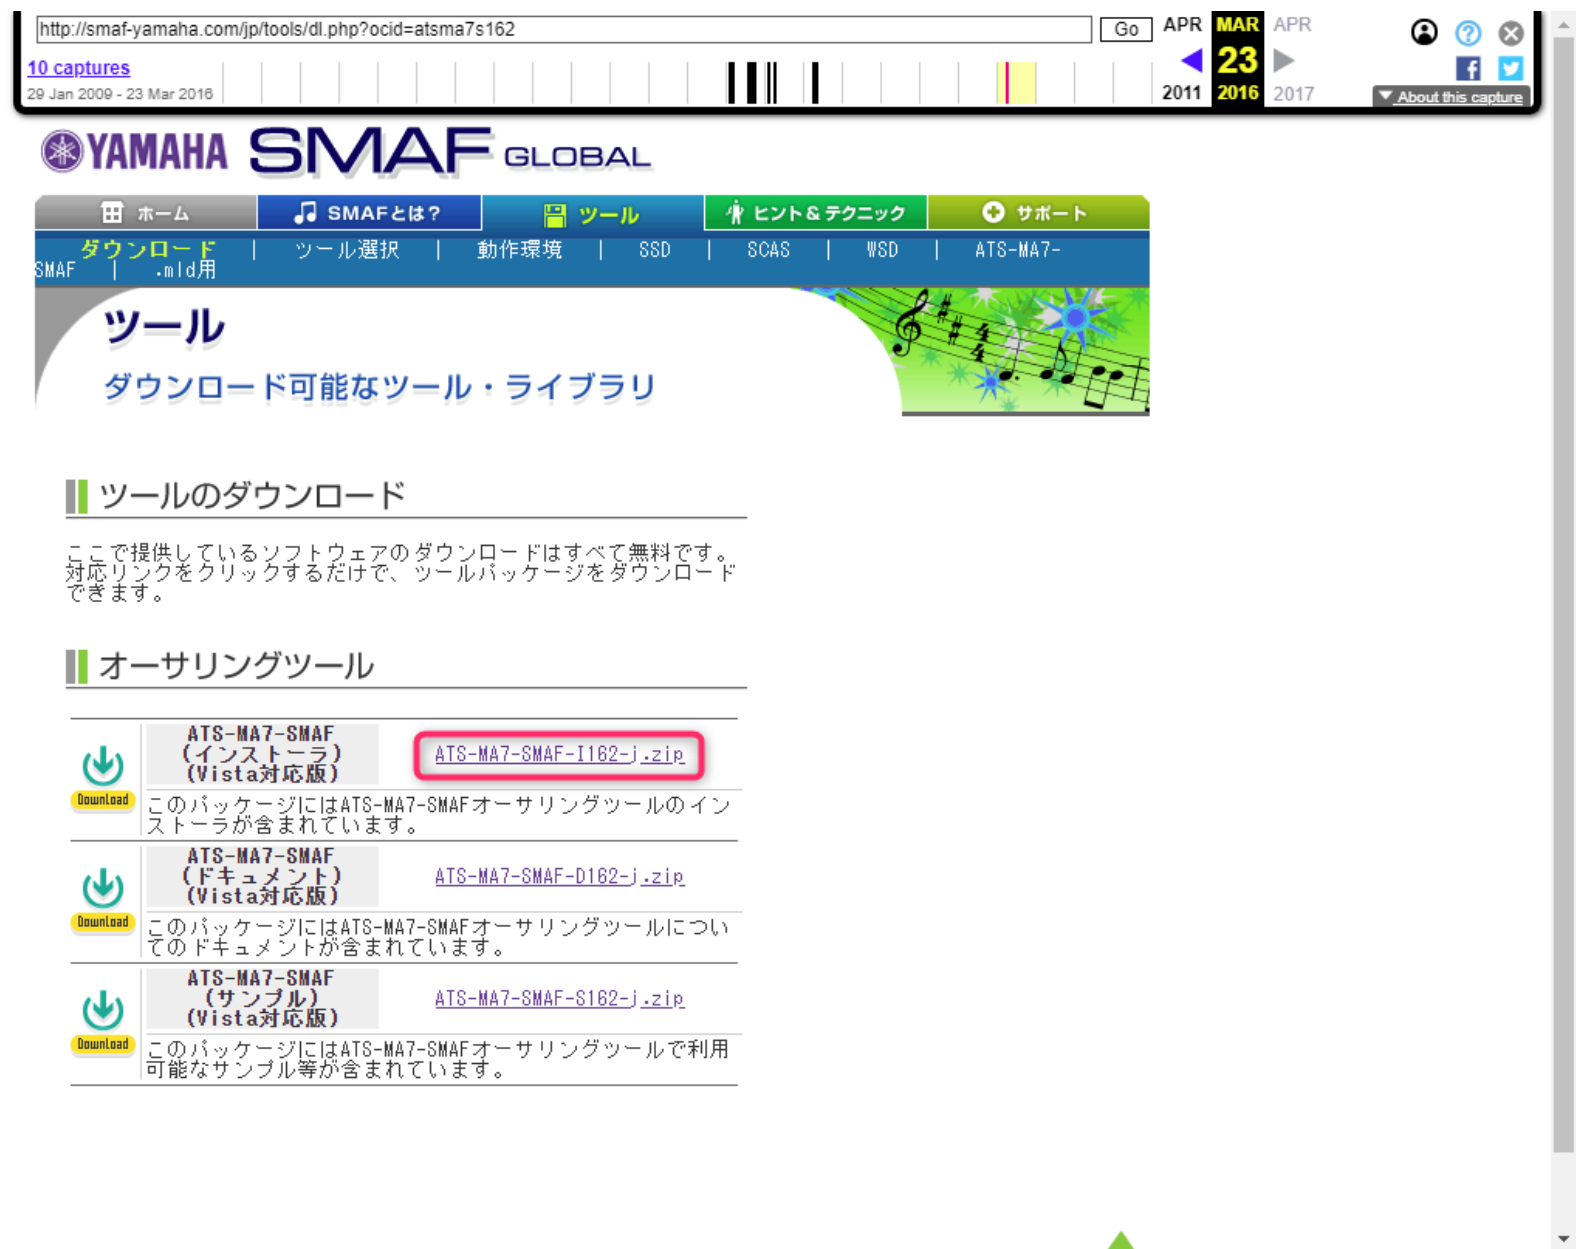 http://smaf-yamaha.com/jp/tools/dl.php?ocid=atsma7s162
Go
APR MAR APR
10 captures
23
29 Jan 2009 - 23 Mar 2016
2011 2016 2017
About this capture
YAMAHA SMAF GLOBAL
ホーム SMAFとは? ツール ヒント&テクニック サポート
ダウンロード | ツール選択 | 動作環境 | SSD | SCAS | WSD | ATS-MA7-
SMAF | .mld用
ツール
ダウンロード可能なツール・ライブラリ
ツールのダウンロード
ここで提供しているソフトウェアのダウンロードはすべて無料です。
対応リンクをクリックするだけで、ツールパッケージをダウンロード
できます。
オーサリングツール
ATS-MA7-SMAF
(インストーラ)
(Vista対応版)
ATS-MA7-SMAF-I162-j.zip
Download
このパッケージにはATS-MA7-SMAFオーサリングツールのイン
ストーラが含まれています。
ATS-MA7-SMAF
(ドキュメント)
(Vista対応版)
ATS-MA7-SMAF-D162-j.zip
Download
このパッケージにはATS-MA7-SMAFオーサリングツールについ
てのドキュメントが含まれています。
ATS-MA7-SMAF
(サンプル)
(Vista対応版)
ATS-MA7-SMAF-S162-j.zip
Download
このパッケージにはATS-MA7-SMAFオーサリングツールで利用
可能なサンプル等が含まれています。